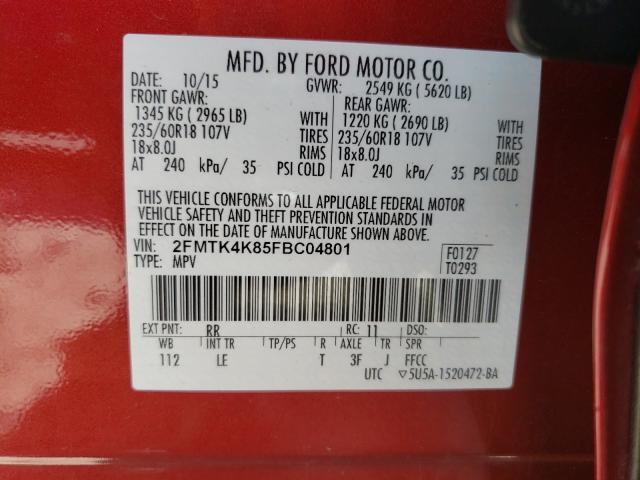 MFD. BY FORD MOTOR CO.
DATE: 10/15 GVWR: 2549 KG ( 5620 LB)
FRONT GAWR: REAR GAWR:
1345 KG ( 2965 LB) WITH 1220 KG ( 2690 LB) WITH
235/60R18 107V TIRES 235/60R18 107V TIRES
18x8.0J RIMS 18x8.0J RIMS
AT 240 kPa/ 35 PSI COLD AT 240 kPa/ 35 PSI COLD
THIS VEHICLE CONFORMS TO ALL APPLICABLE FEDERAL MOTOR
VEHICLE SAFETY AND THEFT PREVENTION STANDARDS IN
EFFECT ON THE DATE OF MANUFACTURE SHOWN ABOVE.
VIN: 2FMTK4K85FBC04801 F0127
TYPE: MPV T0293
EXT PNT: RR RC: 11 DSO:
WB INT TR TP/PS R AXLE TR SPR
112 LE T 3F J FFCC
UTC ▽5U5A-1520472-BA